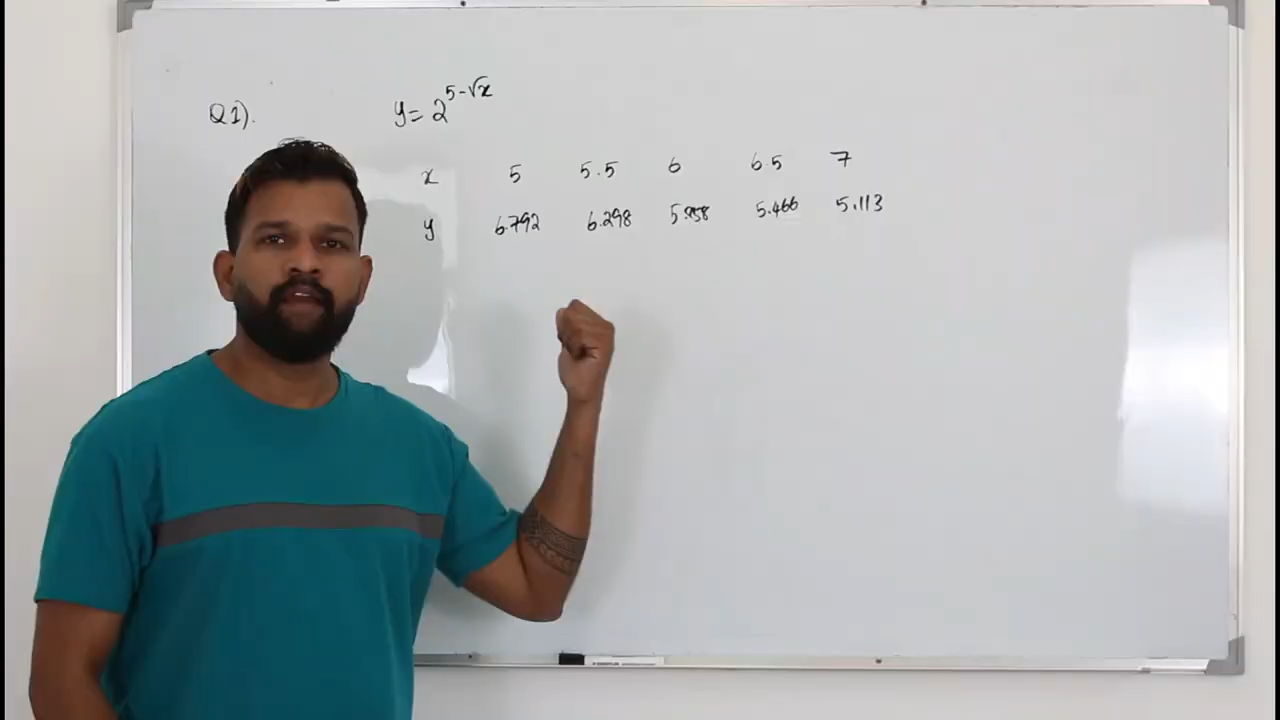 Q1). y = 2^{5-√x}
x 5 5.5 6 6.5 7
y 6.792 6.298 5.858 5.466 5.113